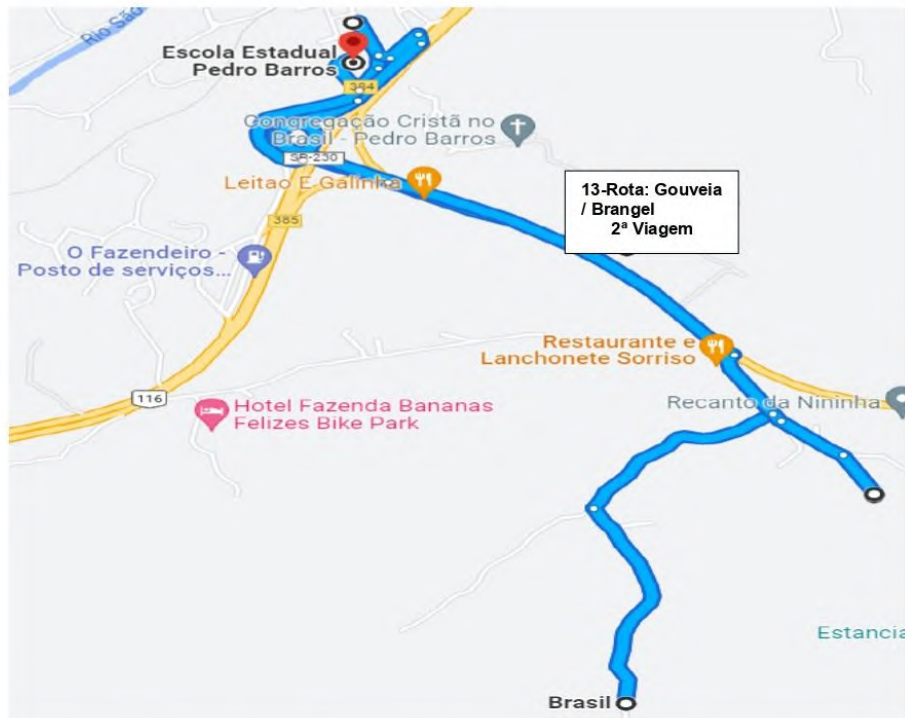 Rio São
Escola Estadual
Pedro Barros
384
Congregação Cristã no
Brasil - Pedro Barros
SP-230
Leitao E Galinha
13-Rota: Gouveia
/ Brangel
2ª Viagem
385
O Fazendeiro -
Posto de serviços...
Restaurante e
Lanchonete Sorriso
116
Hotel Fazenda Bananas
Felizes Bike Park
Recanto da Nininha
Estancia
Brasil